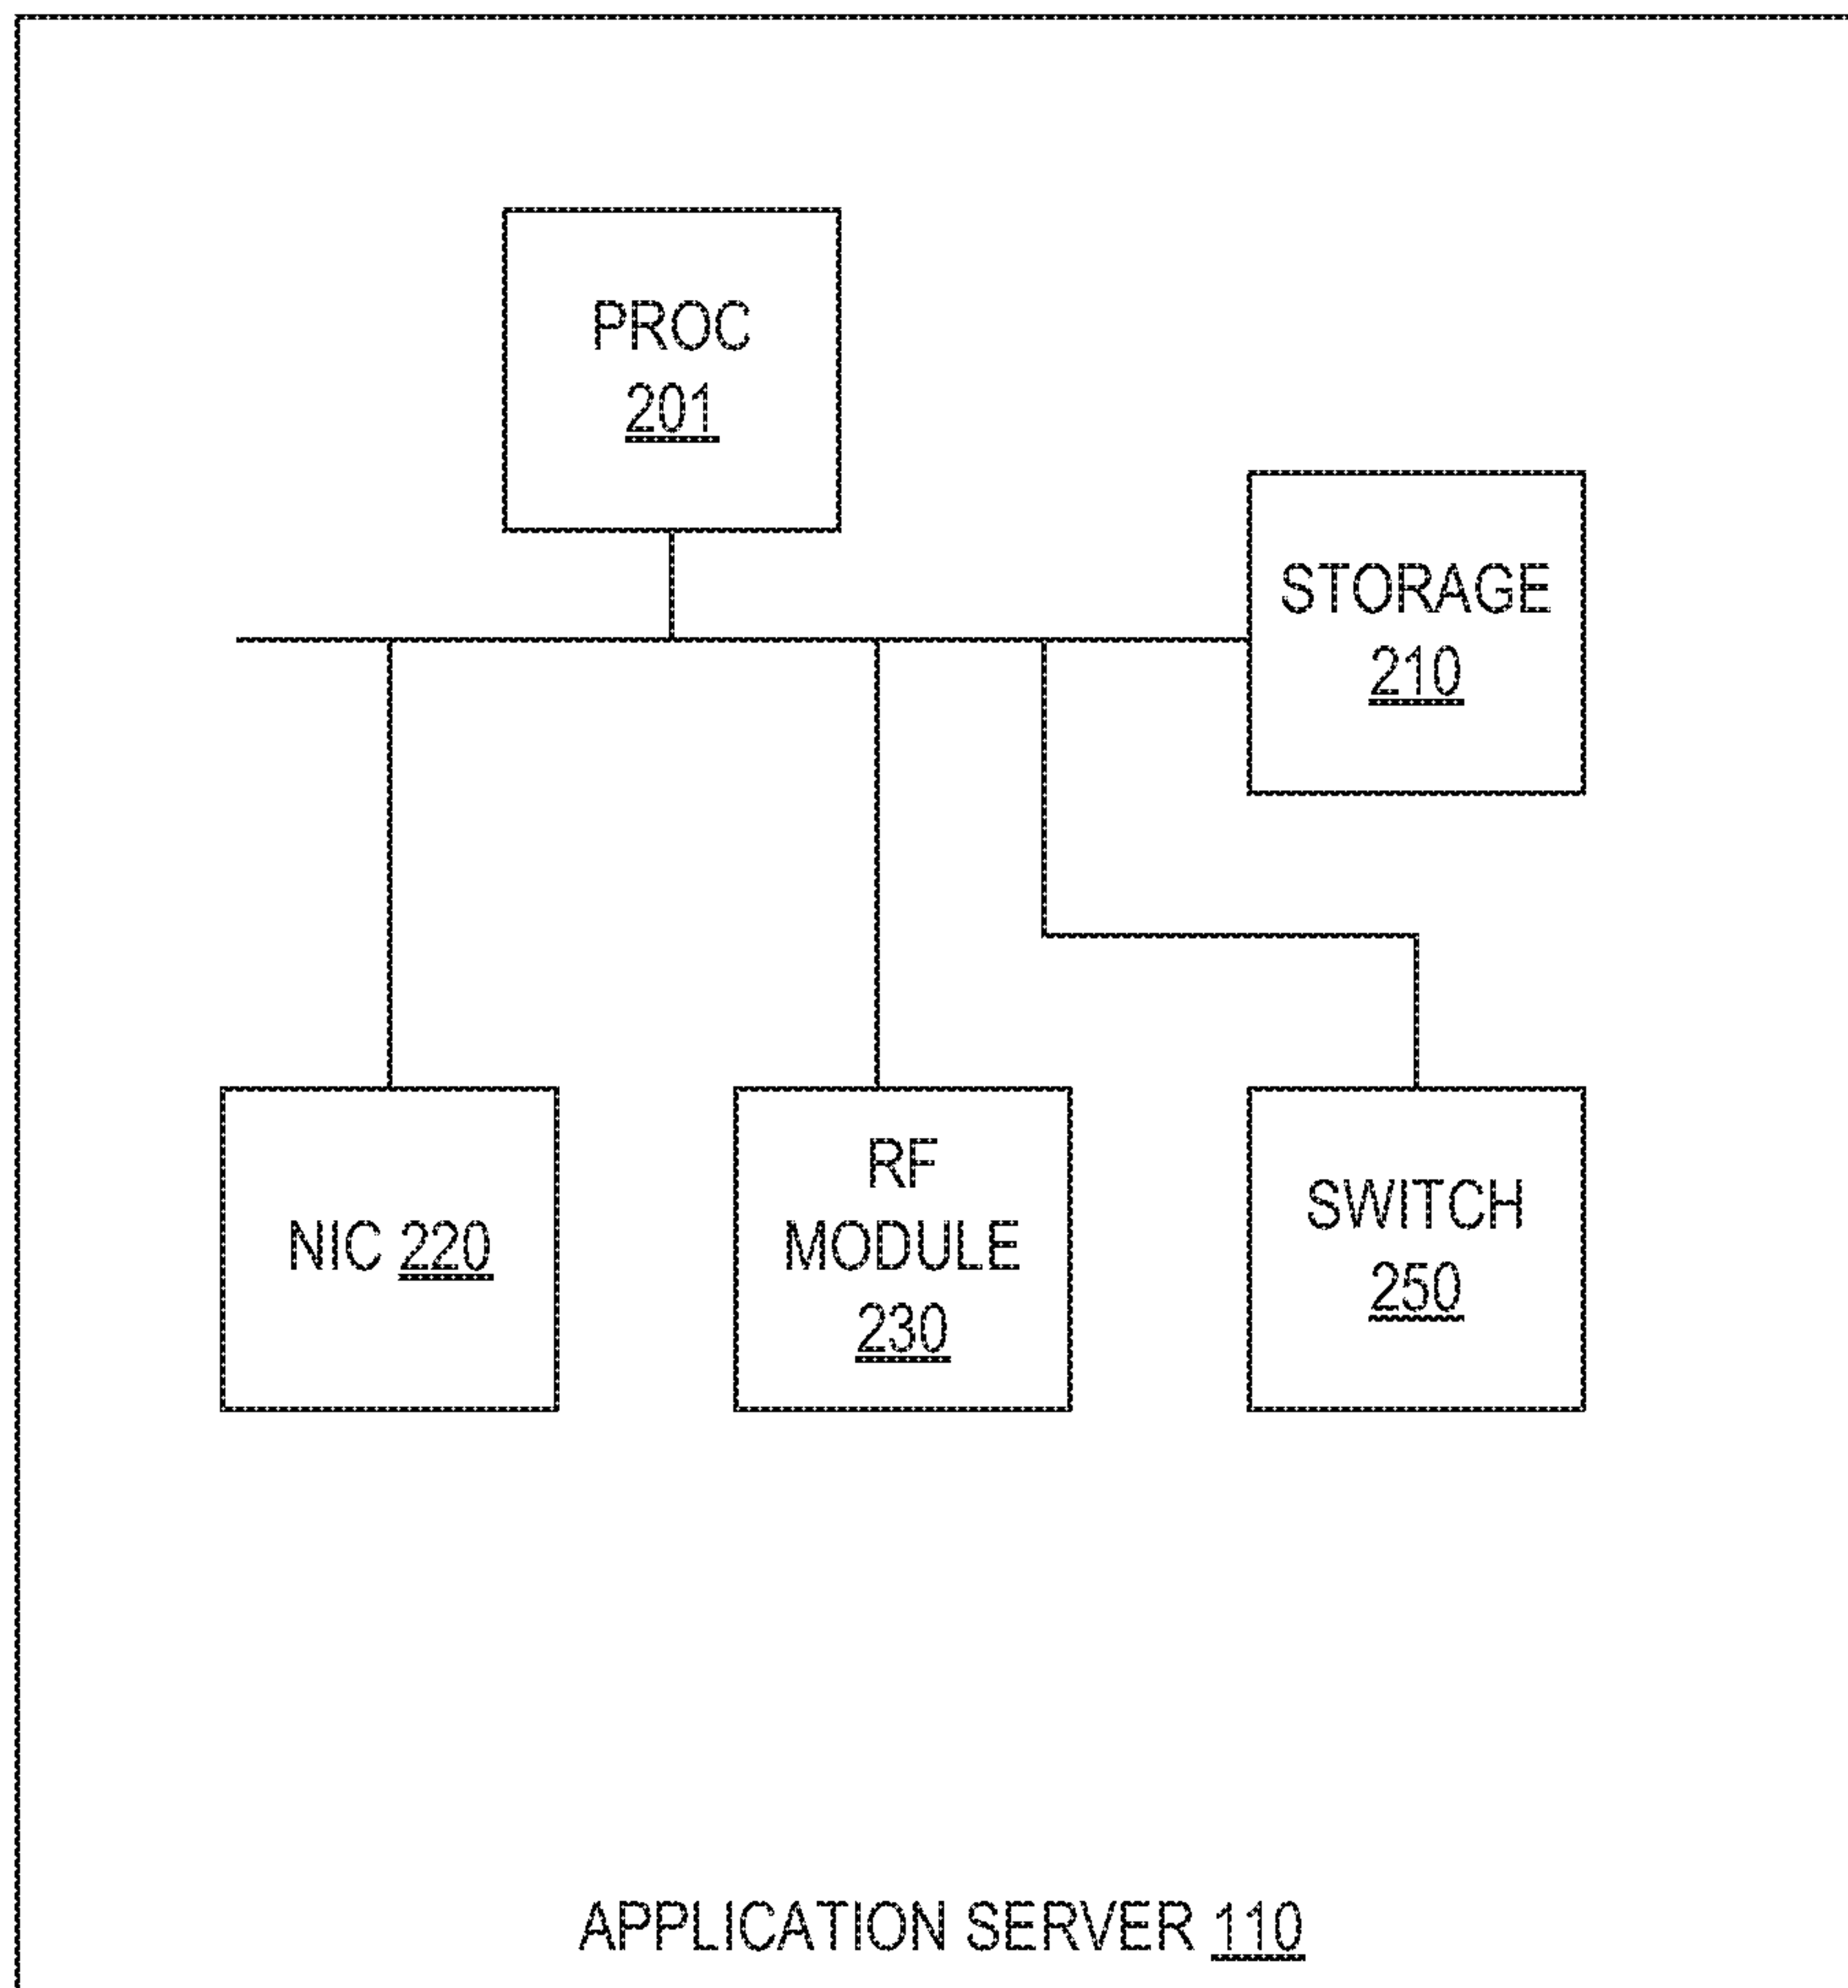 PROC
201
STORAGE
210
NIC 220
RF
MODULE
230
SWITCH
250
APPLICATION SERVER 110